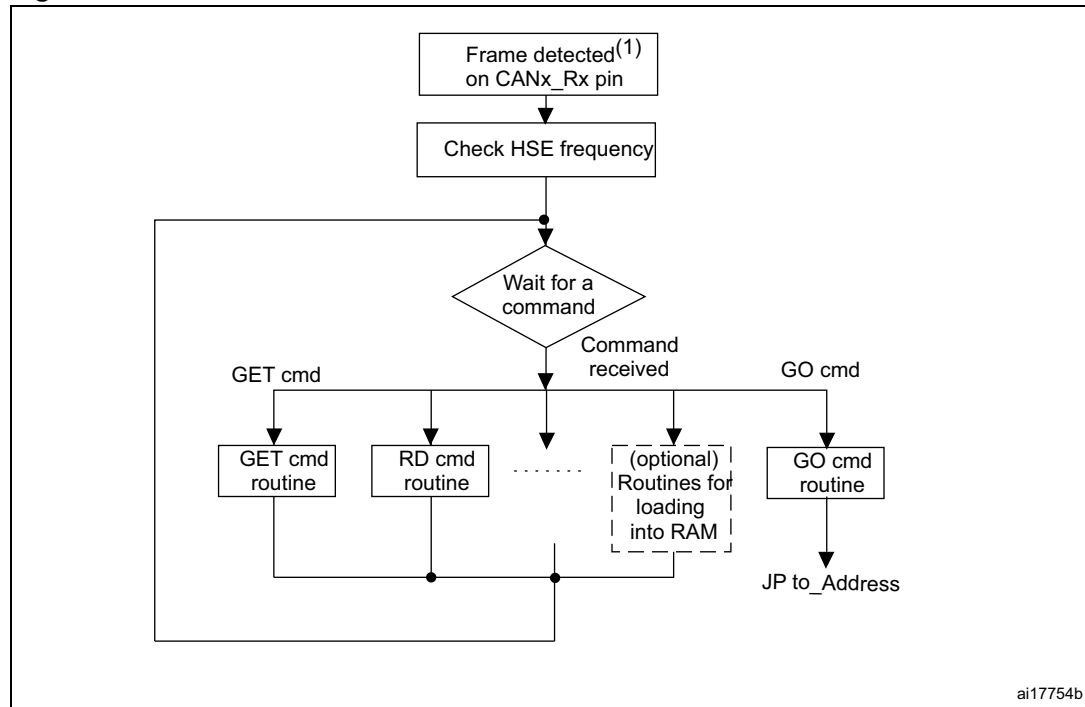 Frame detected(1)
on CANx_Rx pin
Check HSE frequency
Wait for a
command
Command
received
GET cmd
GO cmd
GET cmd
routine
RD cmd
routine
........
(optional)
Routines for
loading
into RAM
GO cmd
routine
JP to_Address
ai17754b